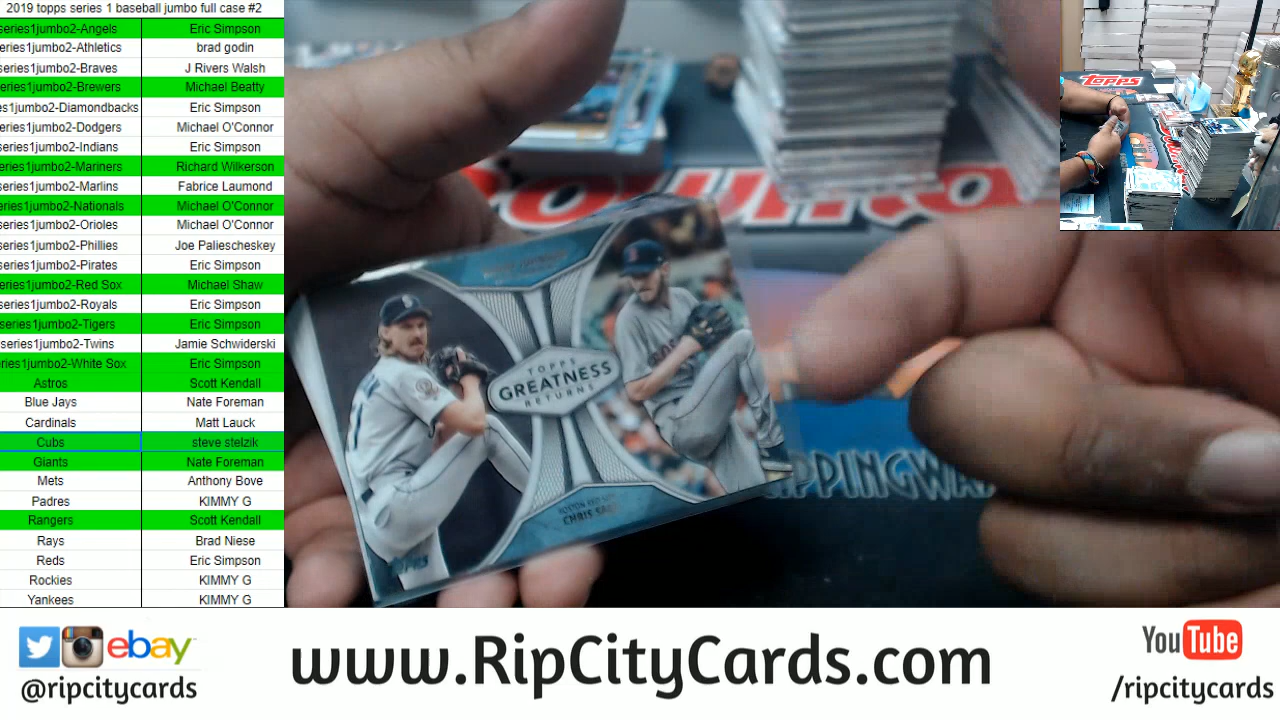 2019 topps series 1 baseball jumbo full case #2
series1jumbo2-Angels Eric Simpson
series1jumbo2-Athletics brad godin
series1jumbo2-Braves J Rivers Walsh
series1jumbo2-Brewers Michael Beatty
es1jumbo2-Diamondbacks Eric Simpson
series1jumbo2-Dodgers Michael O'Connor
series1jumbo2-Indians Eric Simpson
eries1jumbo2-Mariners Richard Wilkerson
series1jumbo2-Marlins Fabrice Laumond
eries1jumbo2-Nationals Michael O'Connor
series1jumbo2-Orioles Michael O'Connor
series1jumbo2-Phillies Joe Paliescheskey
series1jumbo2-Pirates Eric Simpson
eries1jumbo2-Red Sox Michael Shaw
series1jumbo2-Royals Eric Simpson
series1jumbo2-Tigers Eric Simpson
series1jumbo2-Twins Jamie Schwiderski
ries1jumbo2-White Sox Eric Simpson
Astros Scott Kendall
Blue Jays Nate Foreman
Cardinals Matt Lauck
Cubs steve stelzik
Giants Nate Foreman
Mets Anthony Bove
Padres KIMMY G
Rangers Scott Kendall
Rays Brad Niese
Reds Eric Simpson
Rockies KIMMY G
Yankees KIMMY G
topps
TOPPS
GREATNESS
RETURNS
CHRIS SALE
TOPPS
IPPINGWA
ebay
@ripcitycards
www.RipCityCards.com
YouTube
/ripcitycards